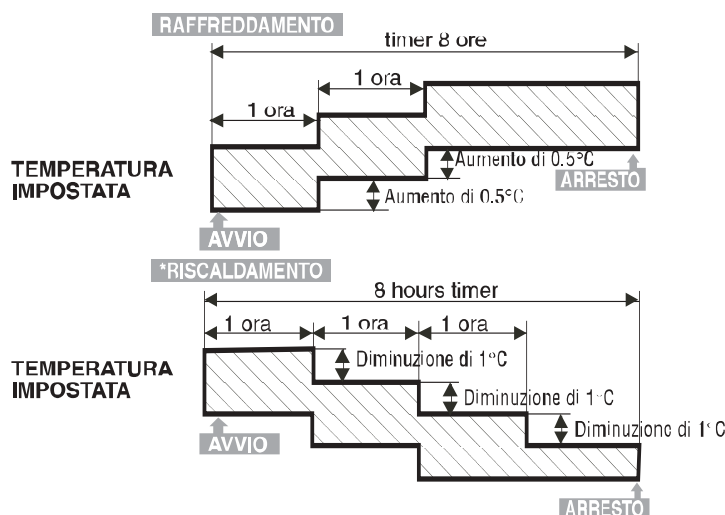 RAFFREDDAMENTO
timer 8 ore
1 ora
1 ora
TEMPERATURA
IMPOSTATA
Aumento di 0.5°C
ARRESTO
Aumento di 0.5°C
AVVIO
*RISCALDAMENTO
8 hours timer
1 ora
1 ora
1 ora
TEMPERATURA
IMPOSTATA
Diminuzione di 1°C
Diminuzione di 1°C
Diminuzione di 1°C
AVVIO
ARRESTO